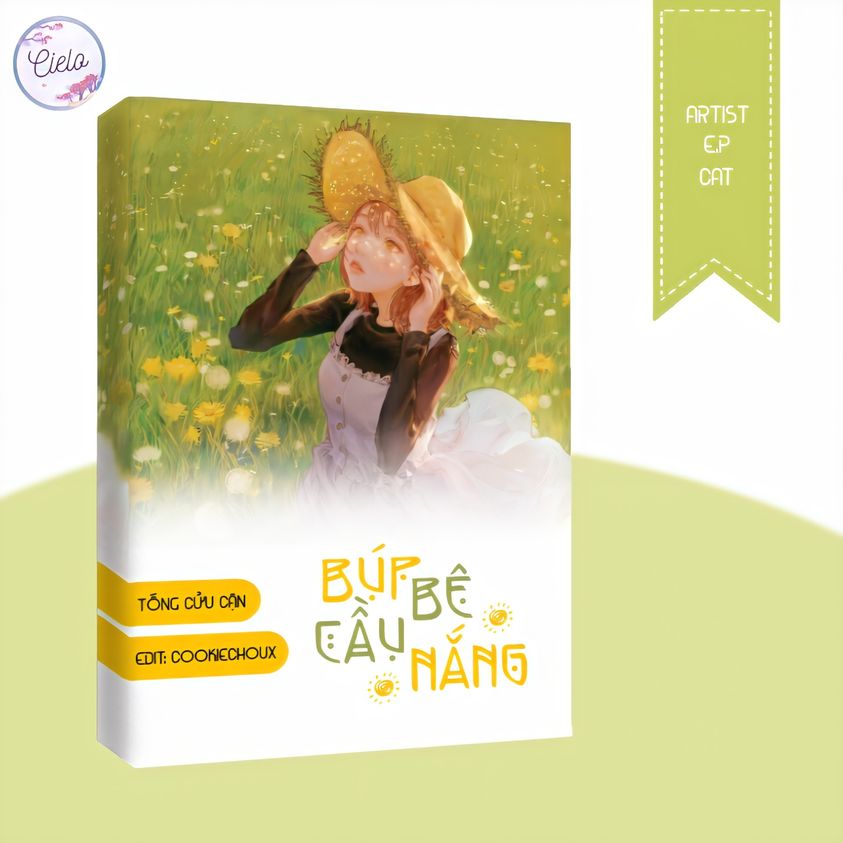 Cielo
ARTIST
E.P
CAT
BÚP BÊ
CẦU NẮNG
TỐNG CỬU CẬN
EDIT: COOKIECHOUX